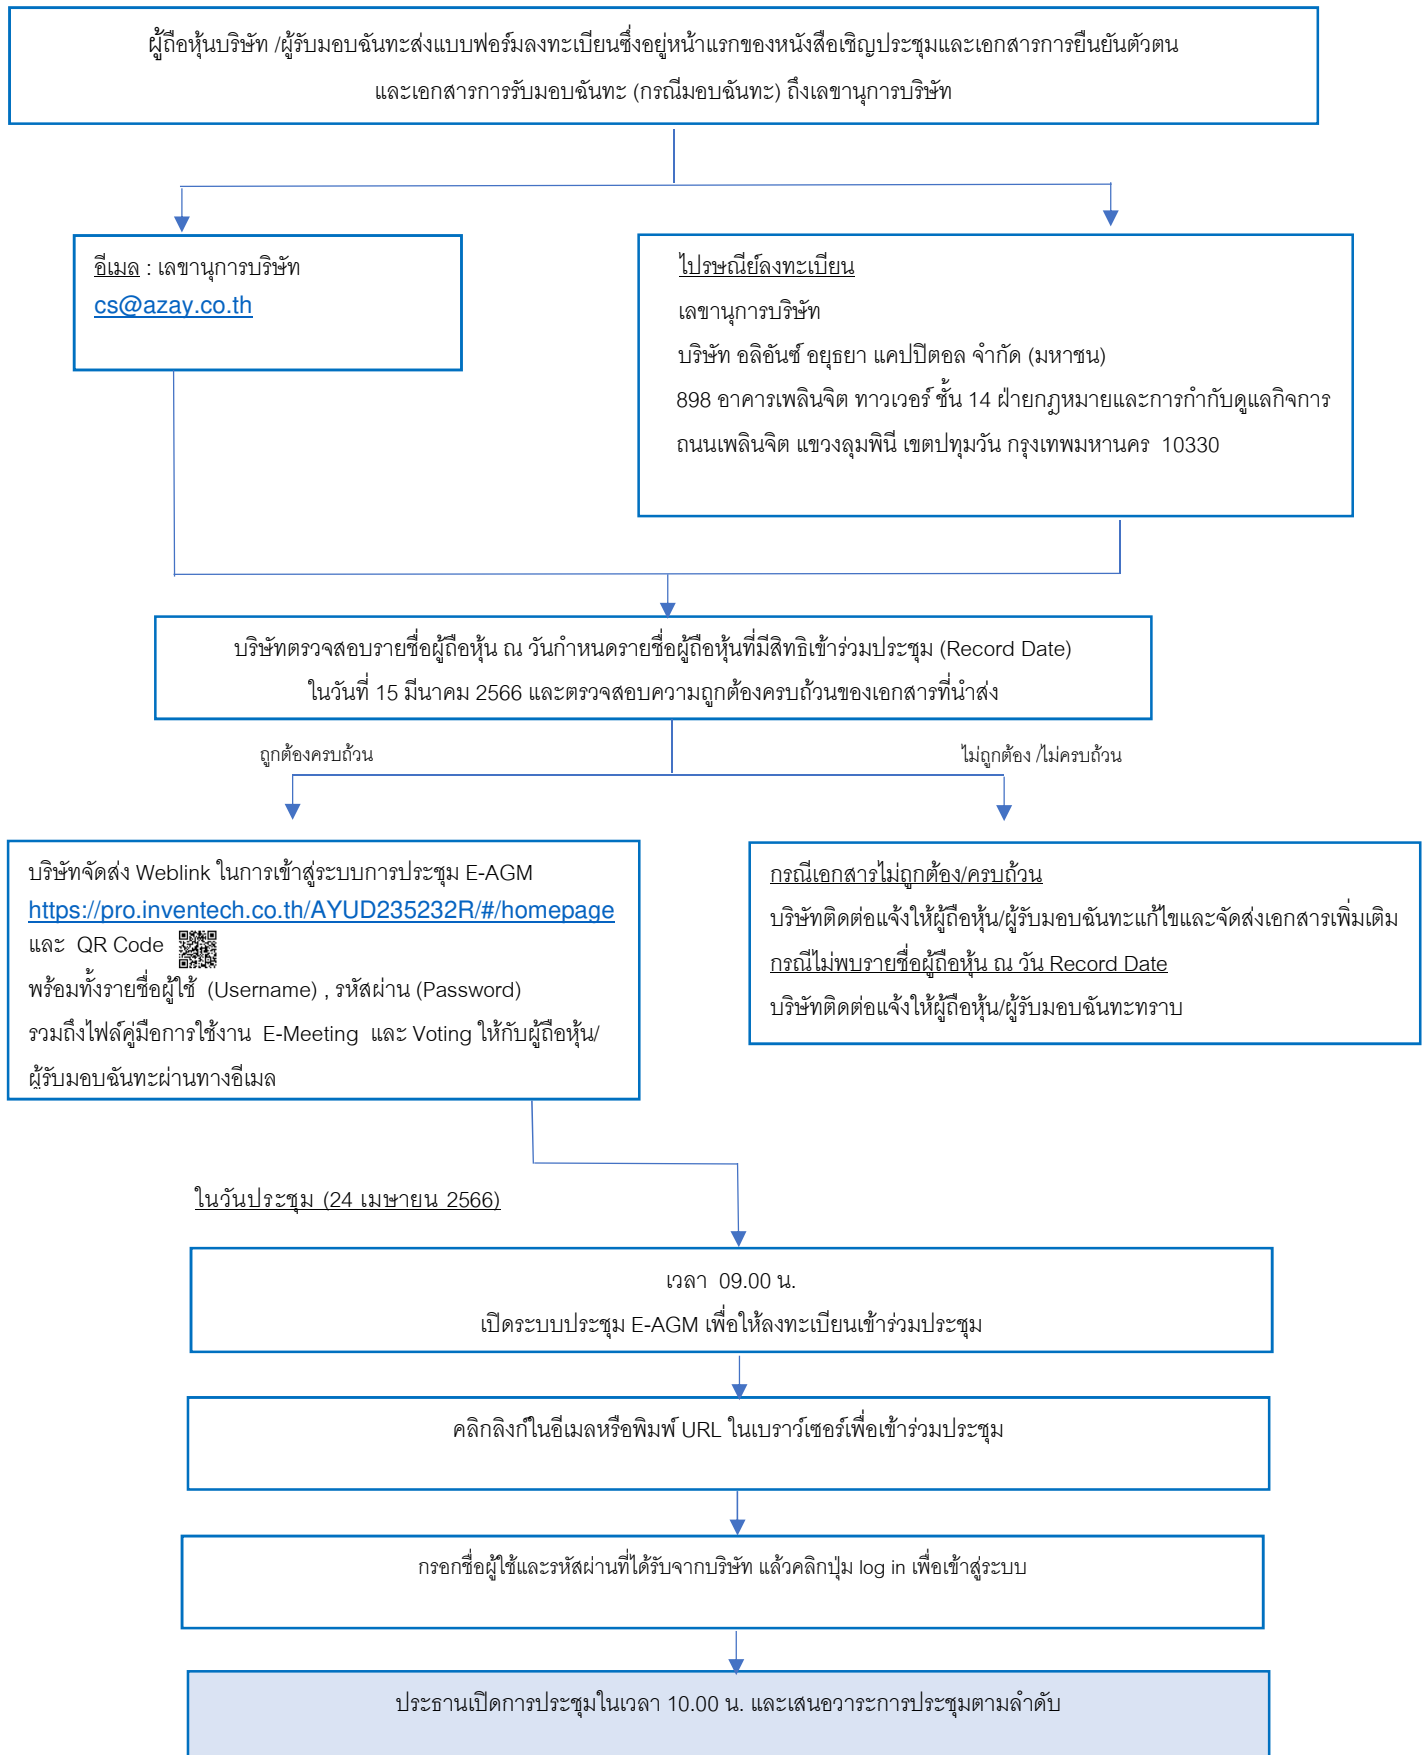 ผู้ถือหุ้นบริษัท /ผู้รับมอบฉันทะส่งแบบฟอร์มลงทะเบียนซึ่งอยู่หน้าแรกของหนังสือเชิญประชุมและเอกสารการยืนยันตัวตน
และเอกสารการรับมอบฉันทะ (กรณีมอบฉันทะ) ถึงเลขานุการบริษัท
อีเมล : เลขานุการบริษัท
cs@azay.co.th
ไปรษณีย์ลงทะเบียน
เลขานุการบริษัท
บริษัท อลิอันซ์ อยุธยา แคปปิตอล จำกัด (มหาชน)
898 อาคารเพลินจิต ทาวเวอร์ ชั้น 14 ฝ่ายกฎหมายและการกำกับดูแลกิจการ
ถนนเพลินจิต แขวงลุมพินี เขตปทุมวัน กรุงเทพมหานคร 10330
บริษัทตรวจสอบรายชื่อผู้ถือหุ้น ณ วันกำหนดรายชื่อผู้ถือหุ้นที่มีสิทธิเข้าร่วมประชุม (Record Date)
ในวันที่ 15 มีนาคม 2566 และตรวจสอบความถูกต้องครบถ้วนของเอกสารที่นำส่ง
ถูกต้องครบถ้วน
ไม่ถูกต้อง /ไม่ครบถ้วน
บริษัทจัดส่ง Weblink ในการเข้าสู่ระบบการประชุม E-AGM
https://pro.inventech.co.th/AYUD235232R/#/homepage
และ QR Code
พร้อมทั้งรายชื่อผู้ใช้ (Username) , รหัสผ่าน (Password)
รวมถึงไฟล์คู่มือการใช้งาน E-Meeting และ Voting ให้กับผู้ถือหุ้น/
ผู้รับมอบฉันทะผ่านทางอีเมล
กรณีเอกสารไม่ถูกต้อง/ครบถ้วน
บริษัทติดต่อแจ้งให้ผู้ถือหุ้น/ผู้รับมอบฉันทะแก้ไขและจัดส่งเอกสารเพิ่มเติม
กรณีไม่พบรายชื่อผู้ถือหุ้น ณ วัน Record Date
บริษัทติดต่อแจ้งให้ผู้ถือหุ้น/ผู้รับมอบฉันทะทราบ
ในวันประชุม (24 เมษายน 2566)
เวลา 09.00 น.
เปิดระบบประชุม E-AGM เพื่อให้ลงทะเบียนเข้าร่วมประชุม
คลิกลิงก์ในอีเมลหรือพิมพ์ URL ในเบราว์เซอร์เพื่อเข้าร่วมประชุม
กรอกชื่อผู้ใช้และรหัสผ่านที่ได้รับจากบริษัท แล้วคลิกปุ่ม log in เพื่อเข้าสู่ระบบ
ประธานเปิดการประชุมในเวลา 10.00 น. และเสนอวาระการประชุมตามลำดับ